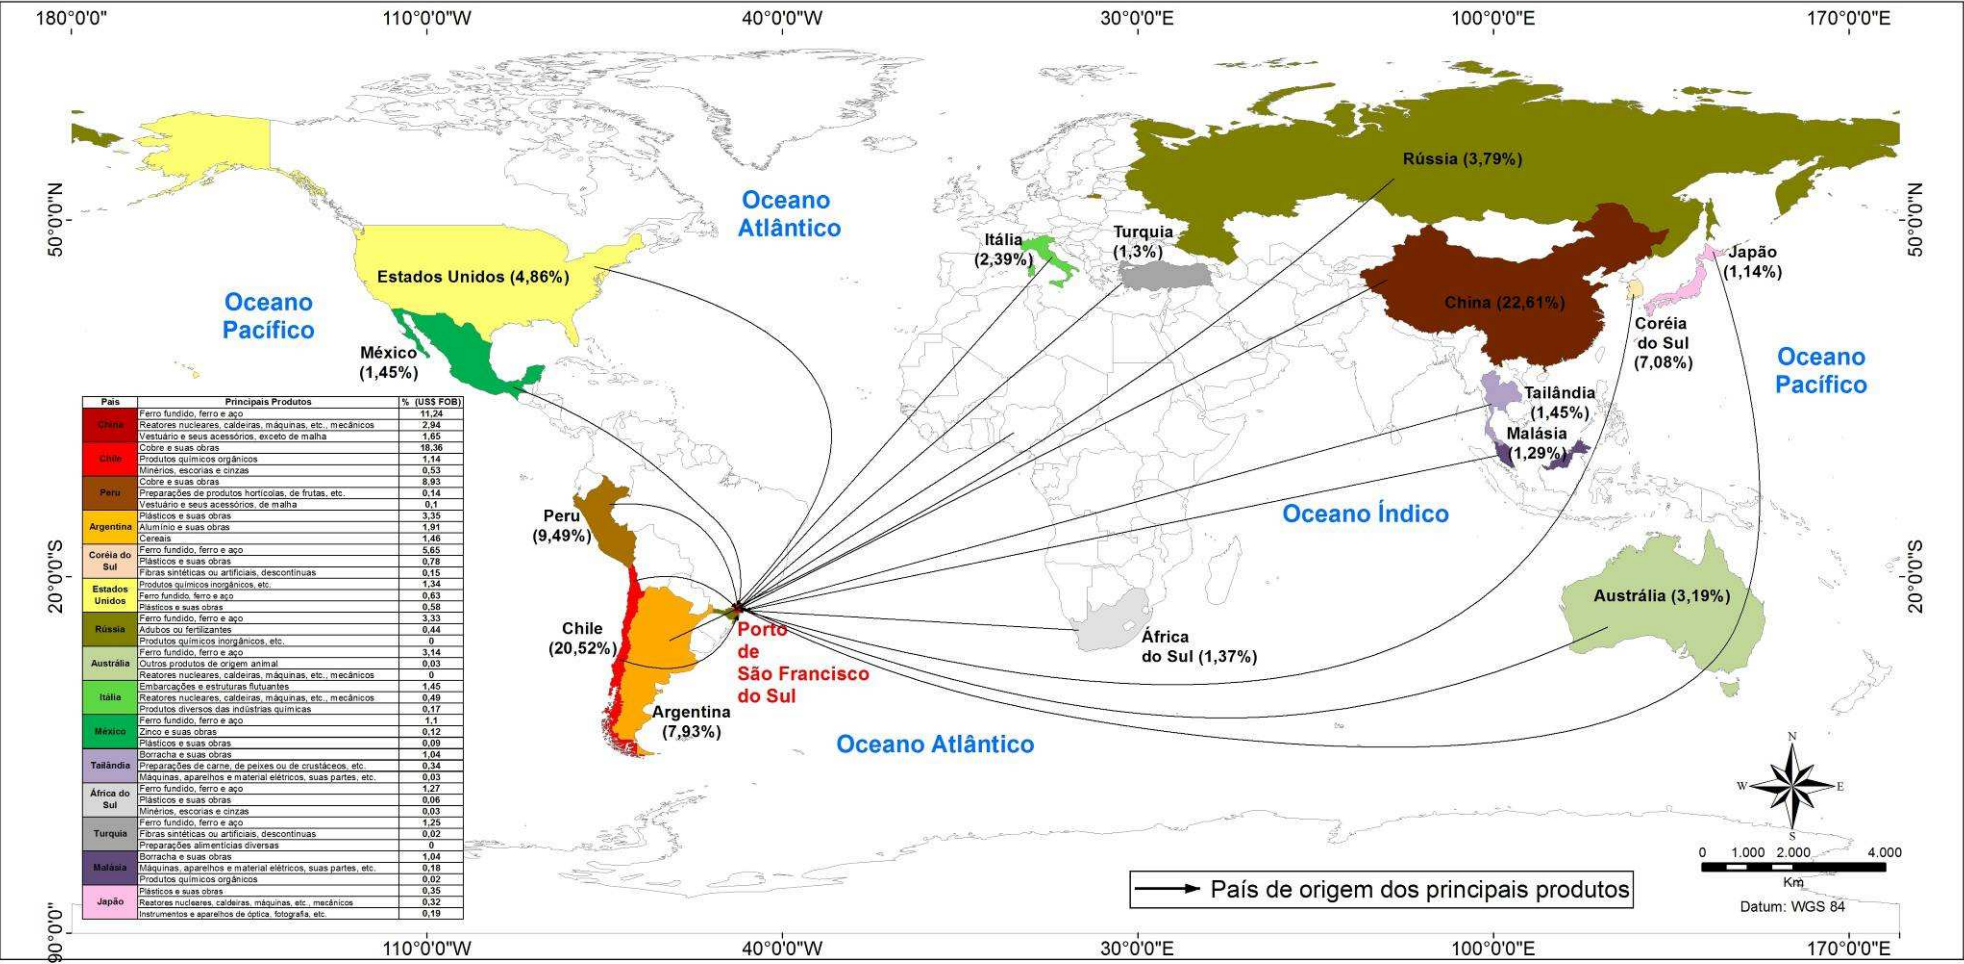 180°0'0"
110°0'0"W
40°0'0"W
30°0'0"E
100°0'0"E
170°0'0"E
50°0'0"N
20°0'0"S
90°0'0"
50°0'0"N
20°0'0"S
Rússia (3,79%)
Oceano
Atlântico
Itália
(2,39%)
Turquia
(1,3%)
Japão
(1,14%)
Estados Unidos (4,86%)
China (22,61%)
Oceano
Pacífico
Coréia
do Sul
(7,08%)
México
(1,45%)
Oceano
Pacífico
Tailândia
(1,45%)
Malásia
(1,29%)
Oceano Índico
Peru
(9,49%)
Austrália (3,19%)
Chile
(20,52%)
Porto
de
São Francisco
do Sul
África
do Sul (1,37%)
Argentina
(7,93%)
Oceano Atlântico
País Principais Produtos % (US$ FOB)
China
Ferro fundido, ferro e aço 11,24
Reatores nucleares, caldeiras, máquinas, etc., mecânicos 2,94
Vestuário e seus acessórios, exceto de malha 1,65
Chile
Cobre e suas obras 18,36
Produtos químicos orgânicos 1,14
Minérios, escorias e cinzas 0,53
Peru
Cobre e suas obras 8,93
Preparações de produtos hortícolas, de frutas, etc. 0,14
Vestuário e seus acessórios, de malha 0,1
Argentina
Plásticos e suas obras 3,35
Alumínio e suas obras 1,91
Cereais 1,46
Coréia do
Sul
Ferro fundido, ferro e aço 5,65
Plásticos e suas obras 0,78
Fibras sintéticas ou artificiais, descontínuas 0,15
Estados
Unidos
Produtos químicos inorgânicos, etc. 1,34
Ferro fundido, ferro e aço 0,63
Plásticos e suas obras 0,58
Rússia
Ferro fundido, ferro e aço 3,33
Adubos ou fertilizantes 0,44
Produtos químicos inorgânicos, etc. 0
Austrália
Ferro fundido, ferro e aço 3,14
Outros produtos de origem animal 0,03
Reatores nucleares, caldeiras, máquinas, etc., mecânicos 0
Itália
Embarcações e estruturas flutuantes 1,45
Reatores nucleares, caldeiras, máquinas, etc., mecânicos 0,49
Produtos diversos das indústrias químicas 0,17
México
Ferro fundido, ferro e aço 1,1
Zinco e suas obras 0,12
Plásticos e suas obras 0,09
Tailândia
Borracha e suas obras 1,04
Preparações de carne, de peixes ou de crustáceos, etc. 0,34
Máquinas, aparelhos e material elétricos, suas partes, etc. 0,03
África do
Sul
Ferro fundido, ferro e aço 1,27
Plásticos e suas obras 0,06
Minérios, escorias e cinzas 0,03
Turquia
Ferro fundido, ferro e aço 1,25
Fibras sintéticas ou artificiais, descontínuas 0,02
Preparações alimentícias diversas 0
Malásia
Borracha e suas obras 1,04
Máquinas, aparelhos e material elétricos, suas partes, etc. 0,18
Produtos químicos orgânicos 0,02
Japão
Plásticos e suas obras 0,35
Reatores nucleares, caldeiras, máquinas, etc., mecânicos 0,32
Instrumentos e aparelhos de óptica, fotografia, etc. 0,19
N
W
E
S
0 1.000 2.000 4.000
Km
Datum: WGS 84
País de origem dos principais produtos
110°0'0"W
40°0'0"W
30°0'0"E
100°0'0"E
170°0'0"E